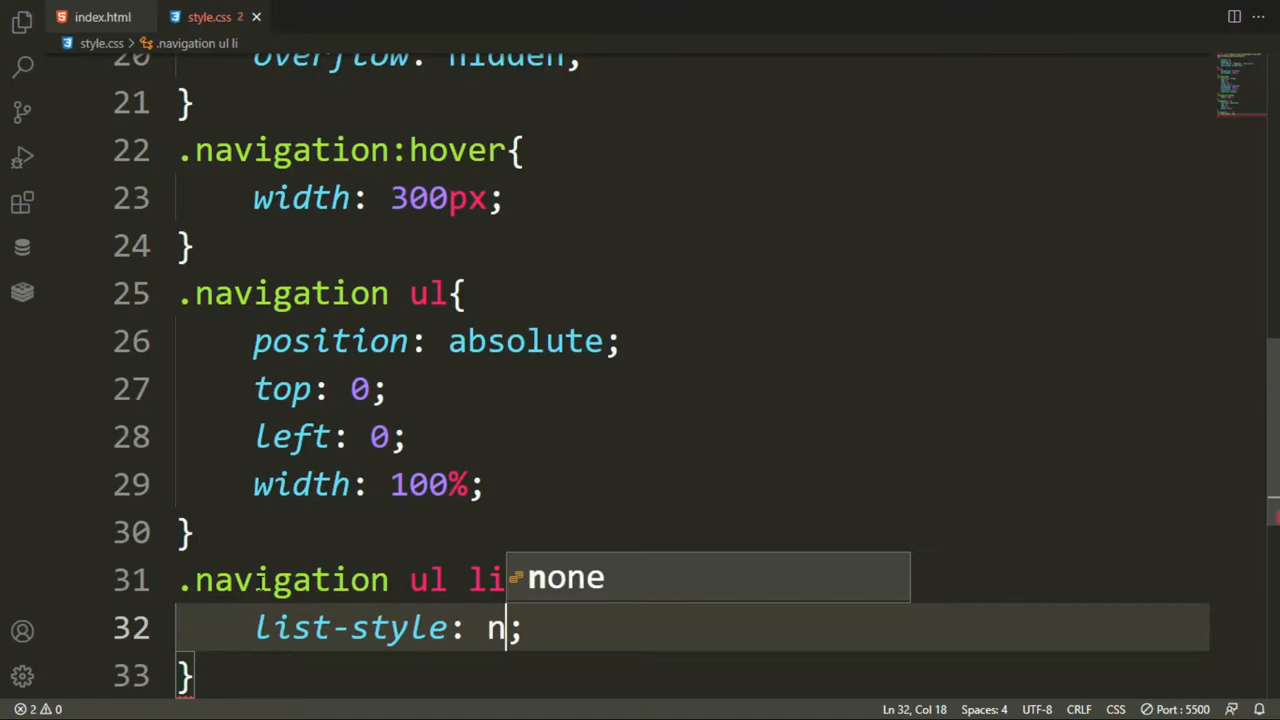 index.html
style.css 2
style.css > .navigation ul li
20 overflow: hidden;
21 }
22 .navigation:hover{
23 width: 300px;
24 }
25 .navigation ul{
26 position: absolute;
27 top: 0;
28 left: 0;
29 width: 100%;
30 }
31 .navigation ul li
none
32 list-style: n;
33 }
2 0
Ln 32, Col 18
Spaces: 4
UTF-8
CRLF
CSS
Port : 5500